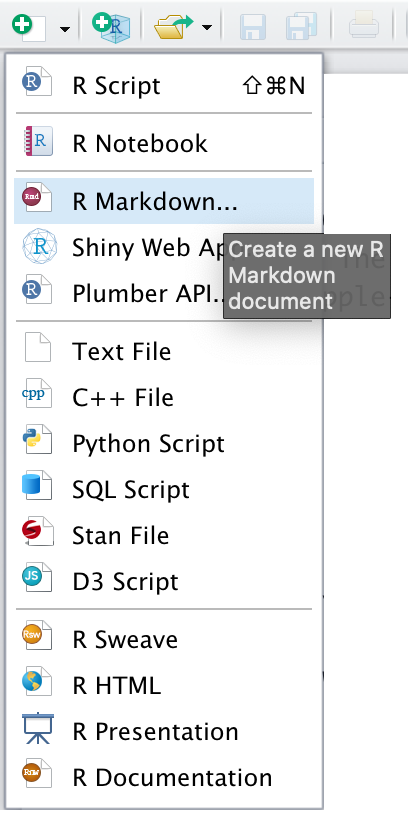 R Script ⇧⌘N
R Notebook
R Markdown...
Shiny Web Ap
Create a new R
Markdown
document
Plumber API..
Text File
C++ File
Python Script
SQL Script
Stan File
D3 Script
R Sweave
R HTML
R Presentation
R Documentation